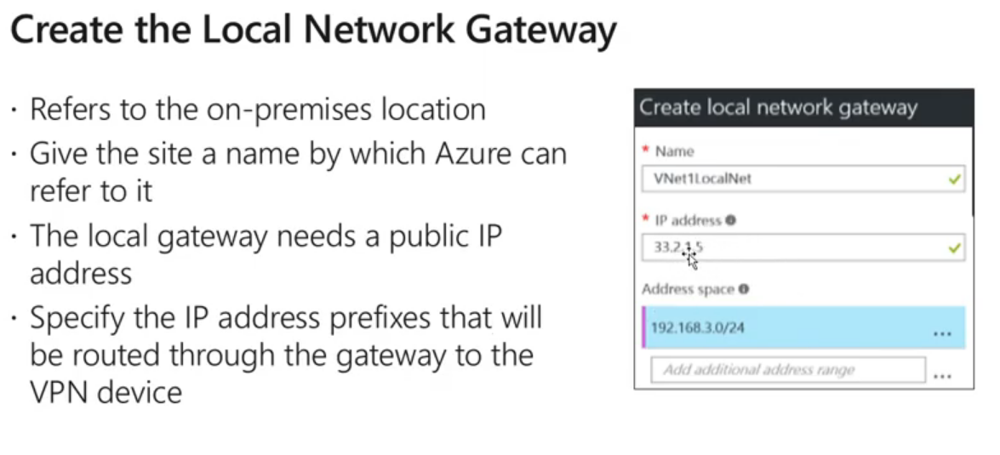 Create the Local Network Gateway
· Refers to the on-premises location
· Give the site a name by which Azure can
refer to it
· The local gateway needs a public IP
address
· Specify the IP address prefixes that will
be routed through the gateway to the
VPN device
Create local network gateway
* Name
VNet1LocalNet
* IP address
33.2.1.5
Address space
192.168.3.0/24
...
Add additional address range
...